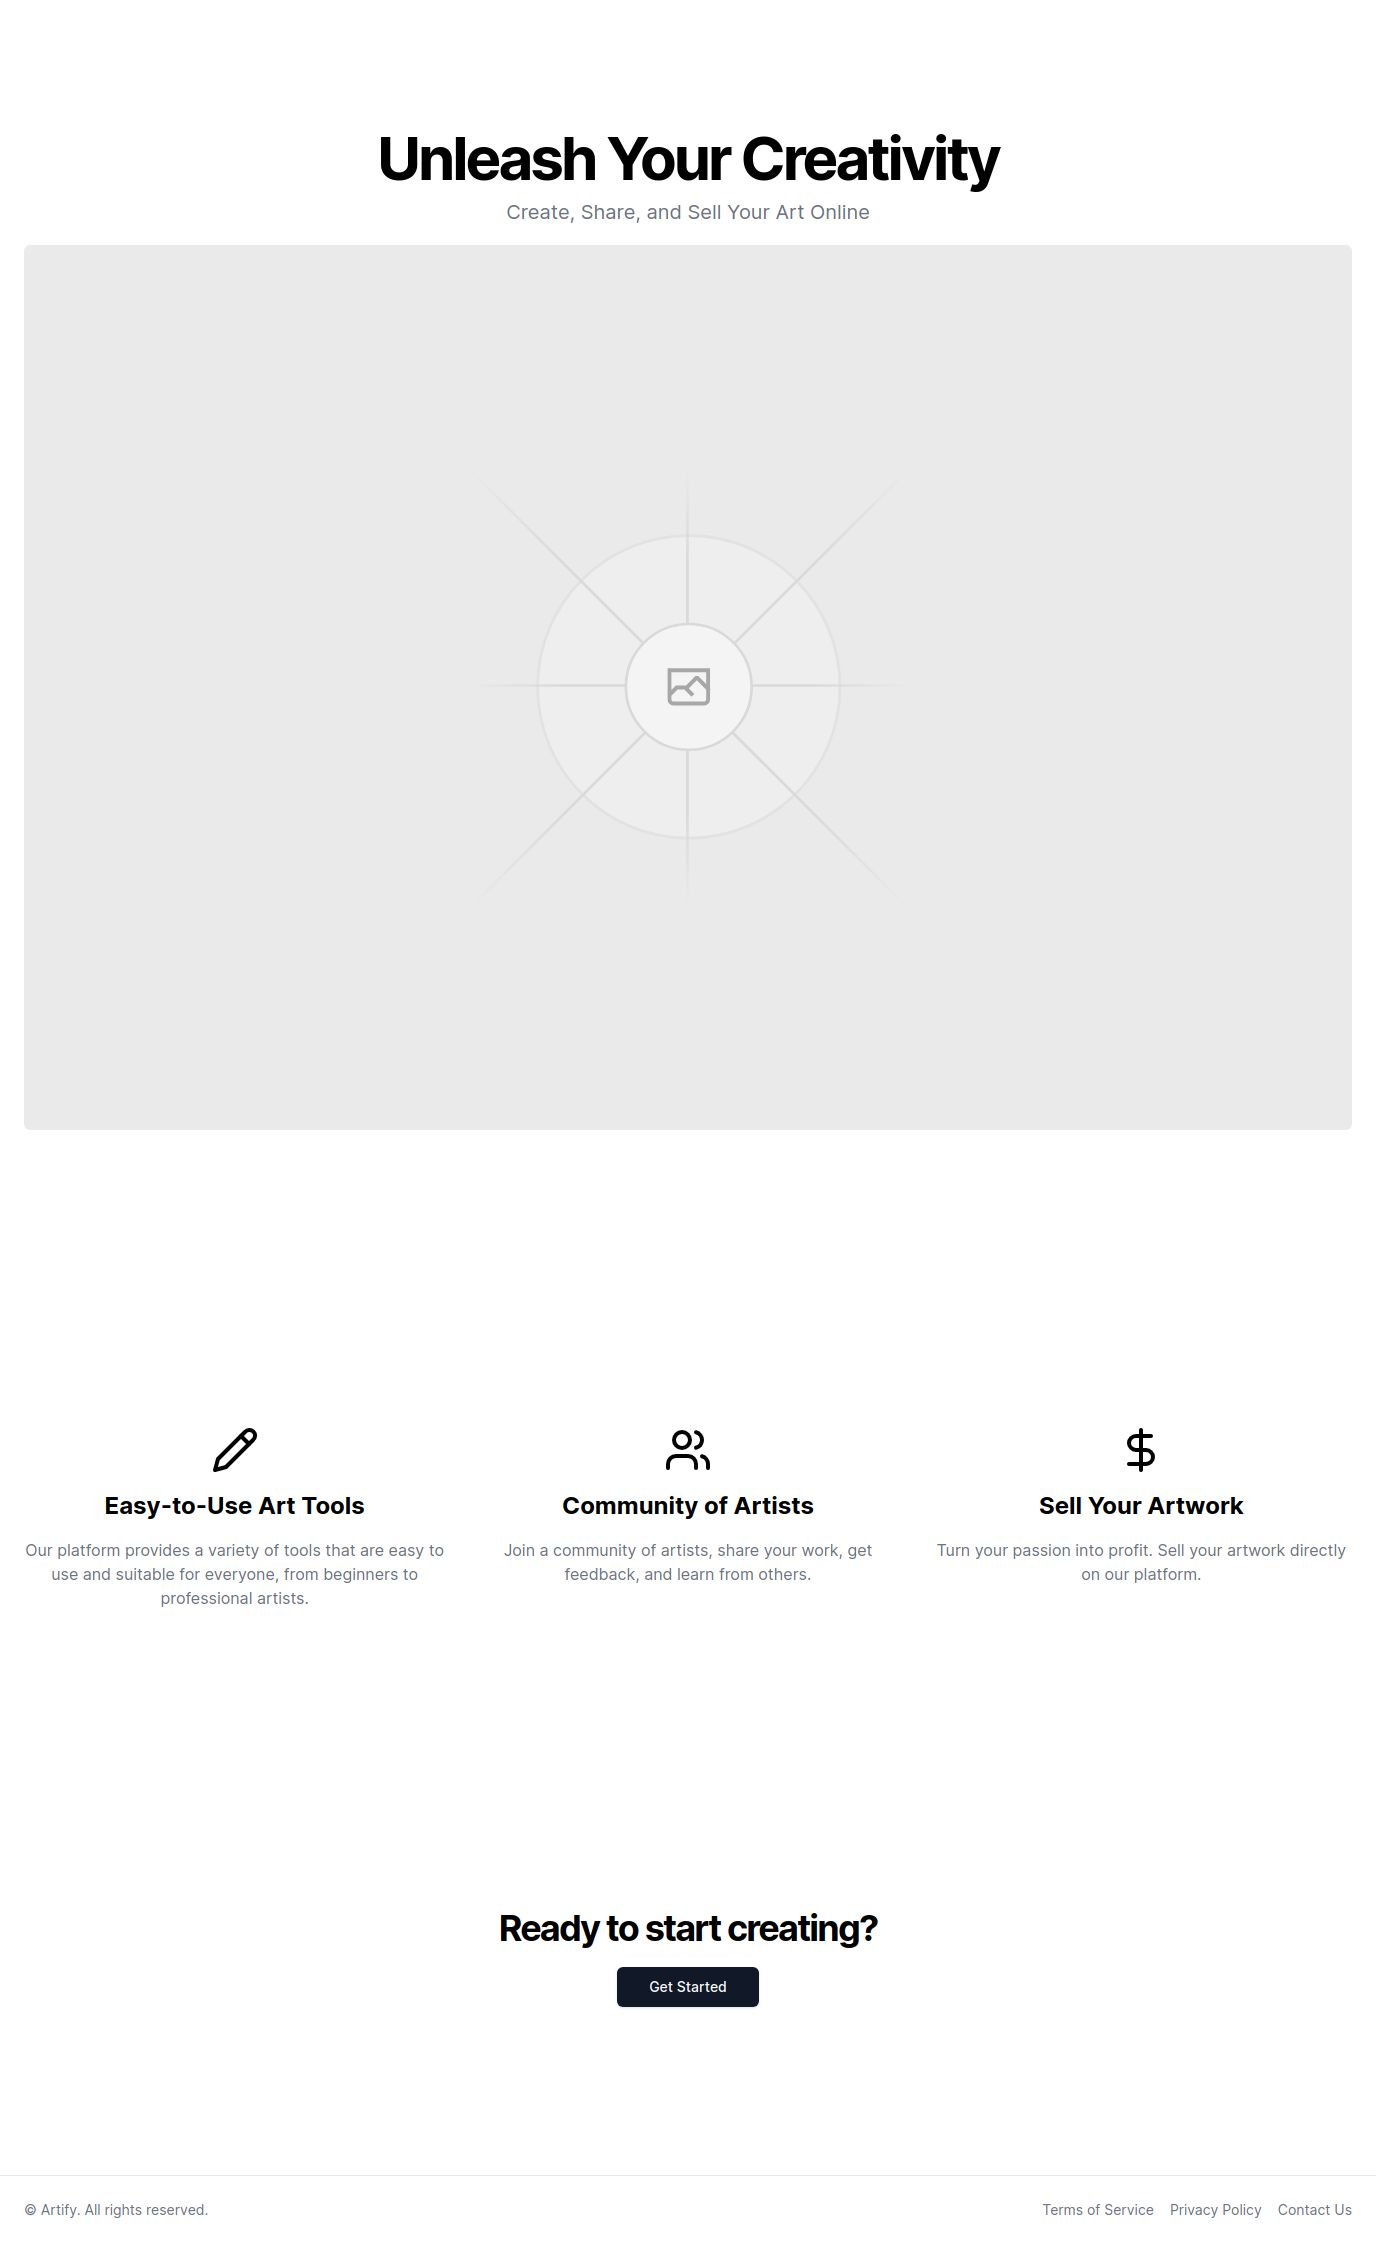 Unleash Your Creativity
Create, Share, and Sell Your Art Online
Easy-to-Use Art Tools
Our platform provides a variety of tools that are easy to
use and suitable for everyone, from beginners to
professional artists.
Community of Artists
Join a community of artists, share your work, get
feedback, and learn from others.
Sell Your Artwork
Turn your passion into profit. Sell your artwork directly
on our platform.
Ready to start creating?
Get Started
© Artify. All rights reserved.
Terms of Service
Privacy Policy
Contact Us